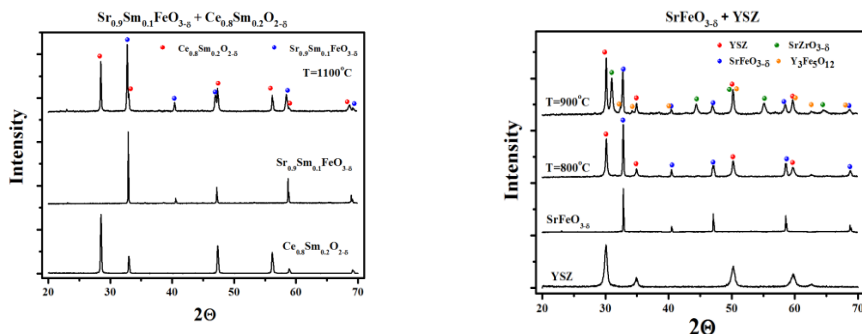 Sr0.9Sm0.1FeO3-δ + Ce0.8Sm0.2O2-δ
Ce0.8Sm0.2O2-δ Sr0.9Sm0.1FeO3-δ
T=1100°C
Sr0.9Sm0.1FeO3-δ
Ce0.8Sm0.2O2-δ
Intensity
20 30 40 50 60 70
2Θ
SrFeO3-δ + YSZ
YSZ SrZrO3-δ
SrFeO3-δ Y3Fe5O12
T=900°C
T=800°C
SrFeO3-δ
YSZ
Intensity
20 30 40 50 60 70
2Θ